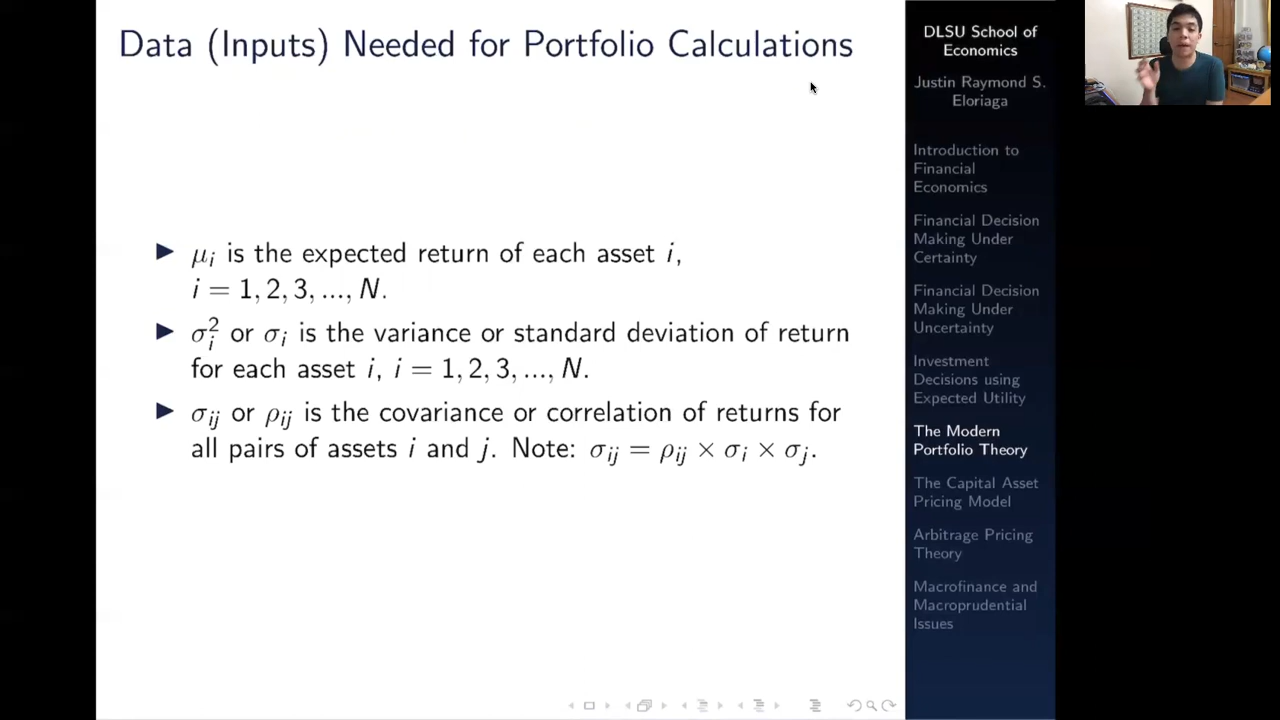 Data (Inputs) Needed for Portfolio Calculations
▶ μᵢ is the expected return of each asset i,
i = 1, 2, 3, ..., N.
▶ σᵢ² or σᵢ is the variance or standard deviation of return
for each asset i, i = 1, 2, 3, ..., N.
▶ σᵢⱼ or ρᵢⱼ is the covariance or correlation of returns for
all pairs of assets i and j. Note: σᵢⱼ = ρᵢⱼ × σᵢ × σⱼ.
DLSU School of
Economics
Justin Raymond S.
Eloriaga
Introduction to
Financial
Economics
Financial Decision
Making Under
Certainty
Financial Decision
Making Under
Uncertainty
Investment
Decisions using
Expected Utility
The Modern
Portfolio Theory
The Capital Asset
Pricing Model
Arbitrage Pricing
Theory
Macrofinance and
Macroprudential
Issues